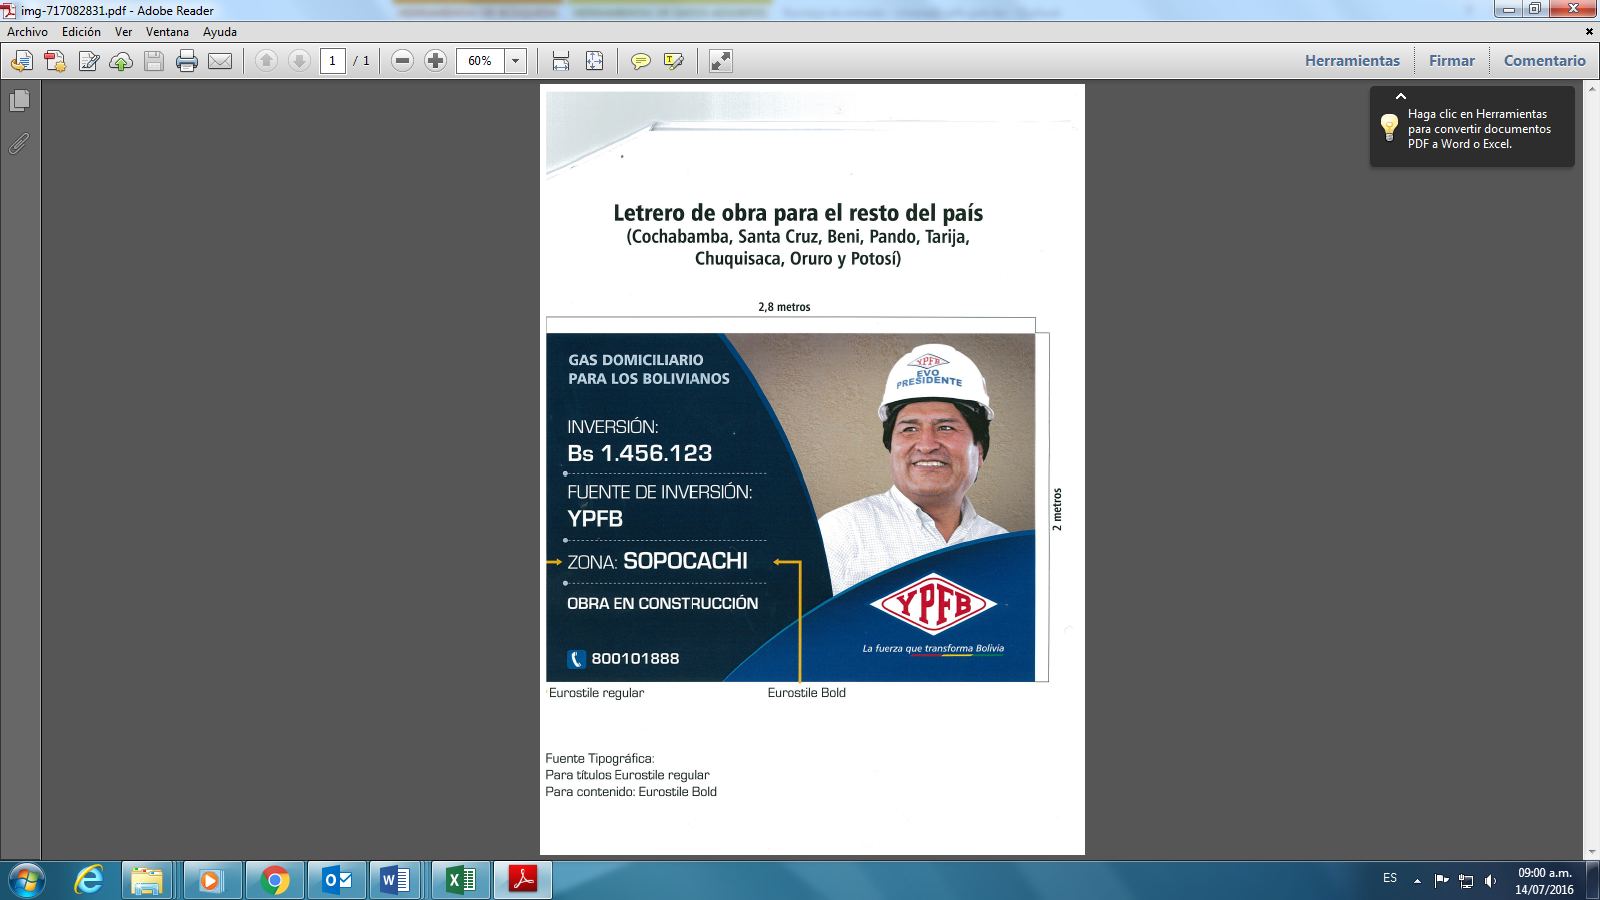 img-717082831.pdf - Adobe Reader
Archivo Edición Ver Ventana Ayuda
1 / 1
60%
Herramientas Firmar Comentario
Haga clic en Herramientas
para convertir documentos
PDF a Word o Excel.
Letrero de obra para el resto del país
(Cochabamba, Santa Cruz, Beni, Pando, Tarija,
Chuquisaca, Oruro y Potosí)
2,8 metros
GAS DOMICILIARIO
PARA LOS BOLIVIANOS
INVERSIÓN:
Bs 1.456.123
FUENTE DE INVERSIÓN:
YPFB
ZONA: SOPOCACHI
OBRA EN CONSTRUCCIÓN
800101888
YPFB
EVO
PRESIDENTE
YPFB
La fuerza que transforma Bolivia
2 metros
Eurostile regular
Eurostile Bold
Fuente Tipográfica:
Para títulos Eurostile regular
Para contenido: Eurostile Bold
ES
09:00 a.m.
14/07/2016